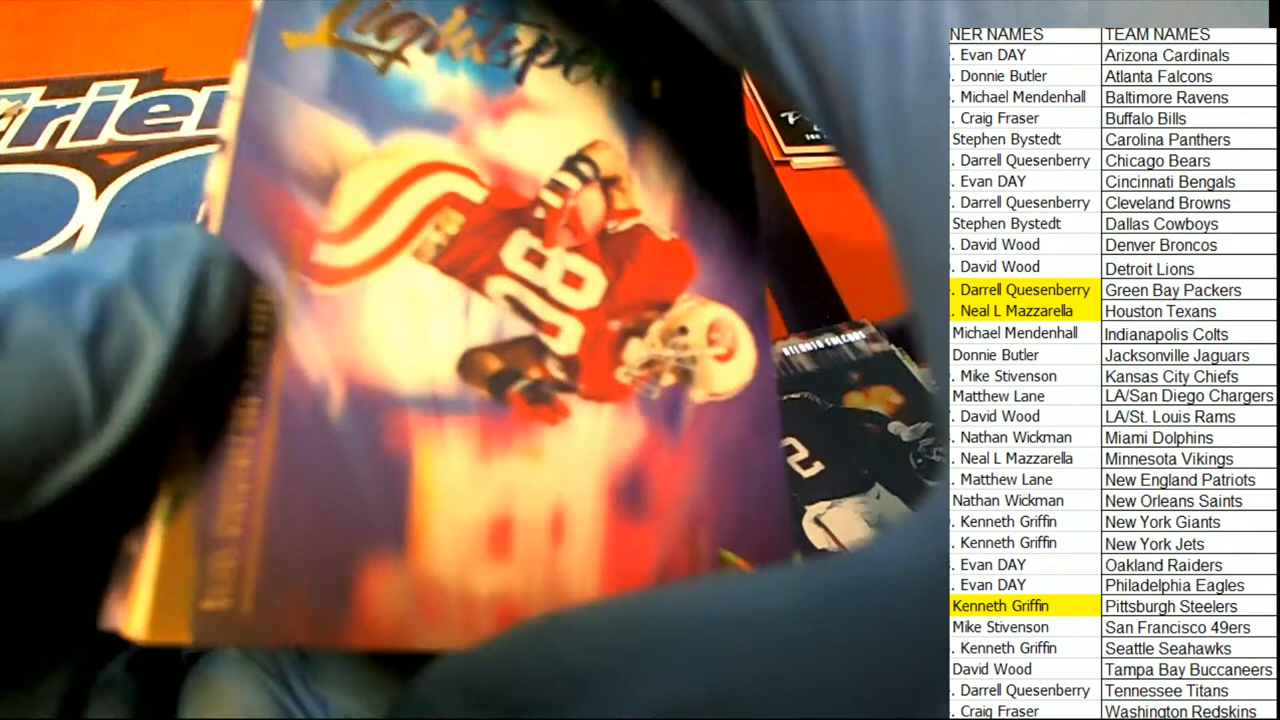 Lightspe
Frien
80
ATLANTA FALCONS
2
NER NAMES TEAM NAMES
. Evan DAY Arizona Cardinals
. Donnie Butler Atlanta Falcons
. Michael Mendenhall Baltimore Ravens
. Craig Fraser Buffalo Bills
Stephen Bystedt Carolina Panthers
. Darrell Quesenberry Chicago Bears
. Evan DAY Cincinnati Bengals
. Darrell Quesenberry Cleveland Browns
Stephen Bystedt Dallas Cowboys
. David Wood Denver Broncos
. David Wood Detroit Lions
. Darrell Quesenberry Green Bay Packers
. Neal L Mazzarella Houston Texans
Michael Mendenhall Indianapolis Colts
Donnie Butler Jacksonville Jaguars
. Mike Stivenson Kansas City Chiefs
Matthew Lane LA/San Diego Chargers
. David Wood LA/St. Louis Rams
. Nathan Wickman Miami Dolphins
. Neal L Mazzarella Minnesota Vikings
. Matthew Lane New England Patriots
Nathan Wickman New Orleans Saints
. Kenneth Griffin New York Giants
. Kenneth Griffin New York Jets
. Evan DAY Oakland Raiders
. Evan DAY Philadelphia Eagles
Kenneth Griffin Pittsburgh Steelers
Mike Stivenson San Francisco 49ers
. Kenneth Griffin Seattle Seahawks
David Wood Tampa Bay Buccaneers
. Darrell Quesenberry Tennessee Titans
. Craig Fraser Washington Redskins